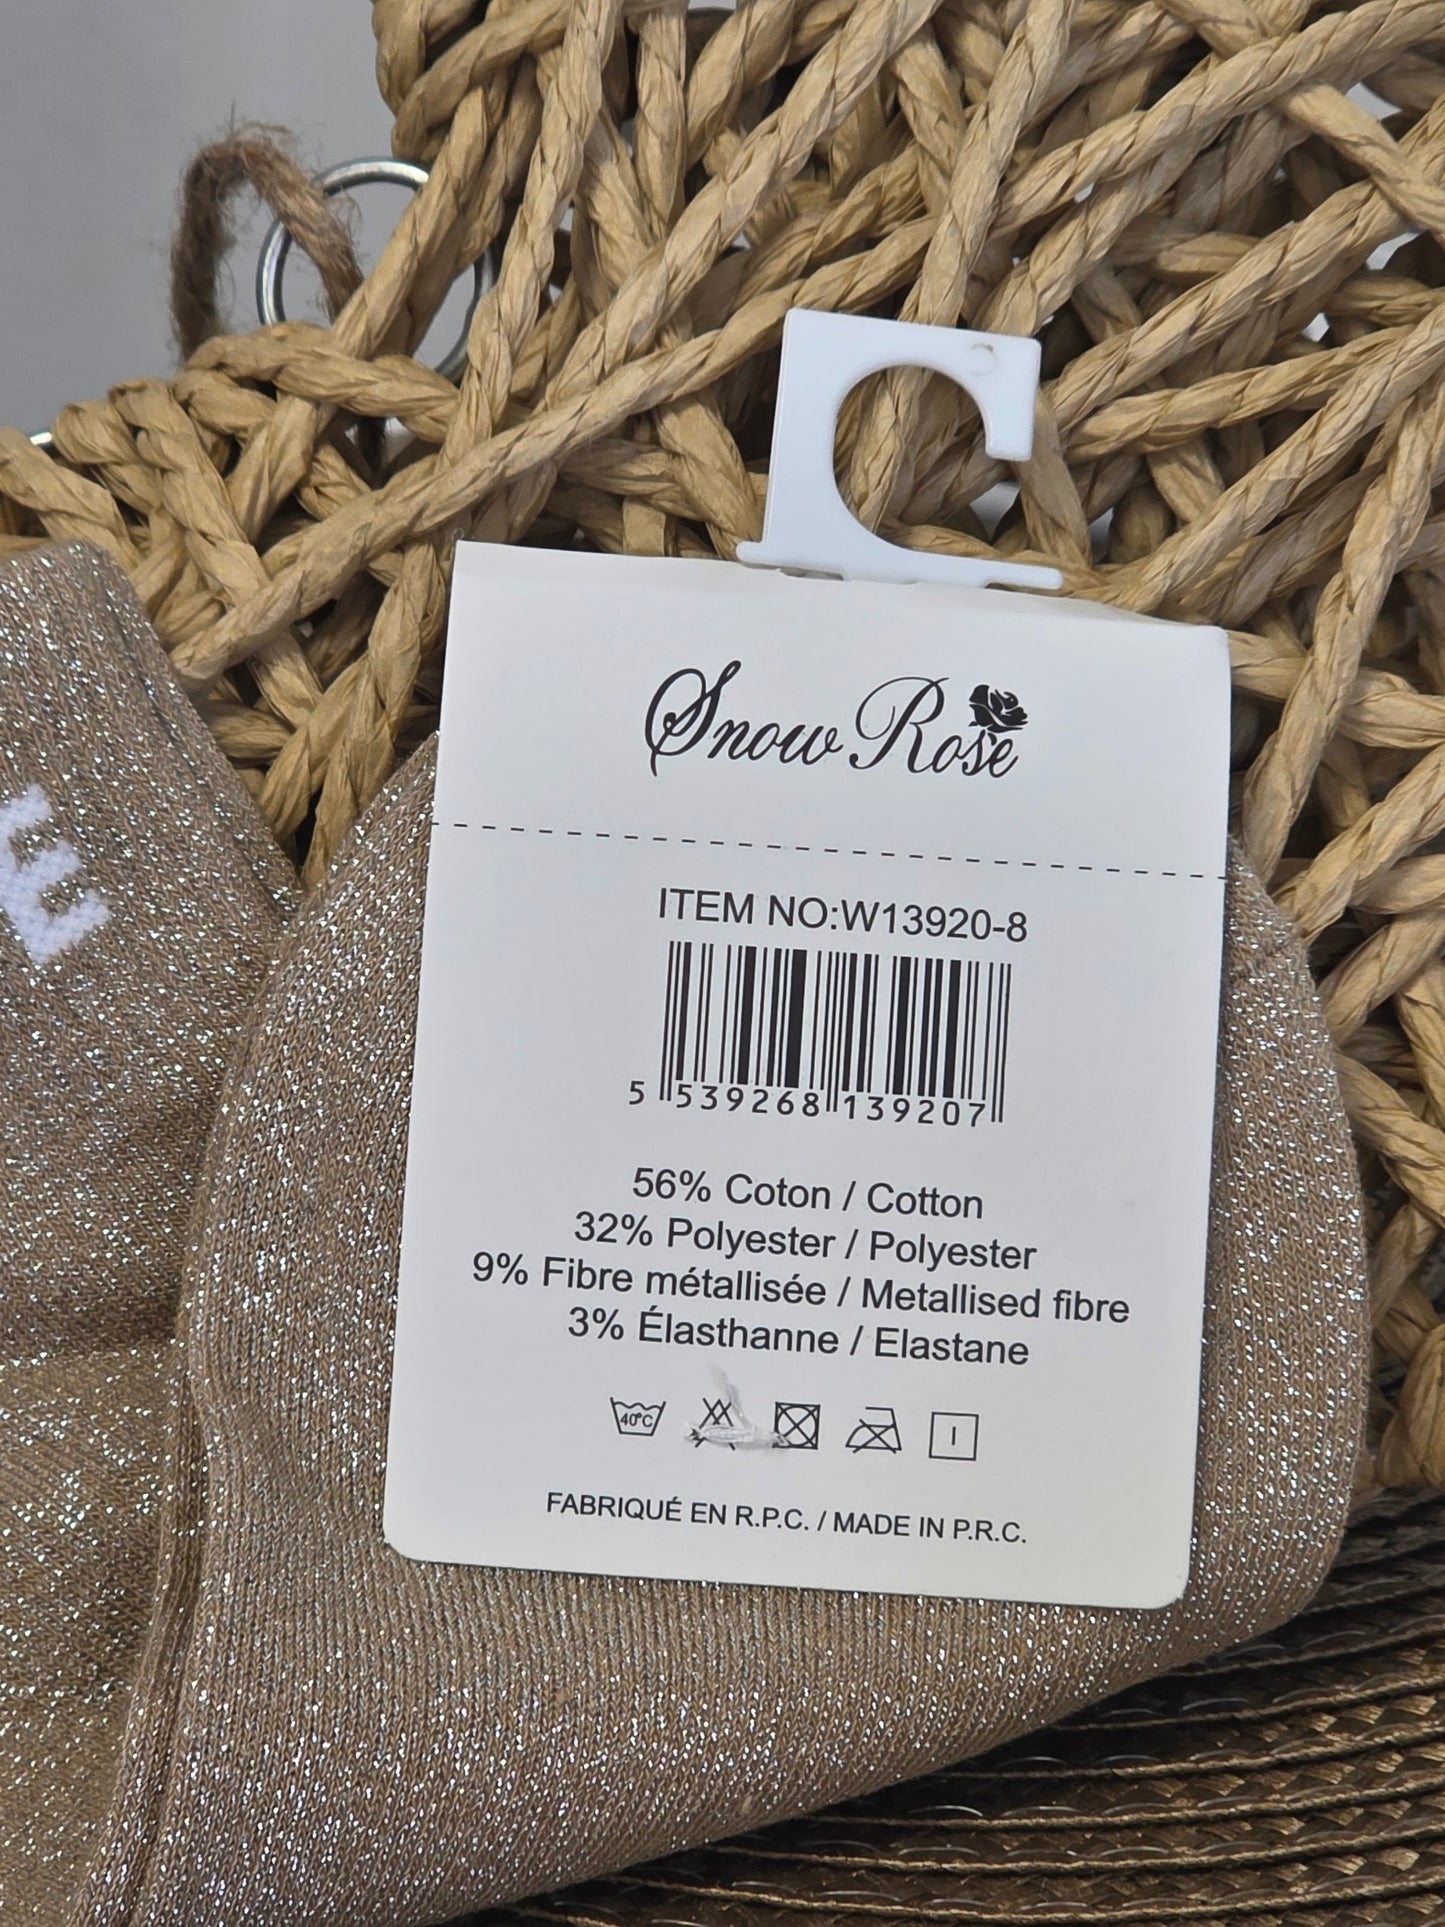 Snow Rose
ITEM NO:W13920-8
5 539268 139207
56% Coton / Cotton
32% Polyester / Polyester
9% Fibre métallisée / Metallised fibre
3% Élasthanne / Elastane
40°C
FABRIQUÉ EN R.P.C. / MADE IN P.R.C.
E